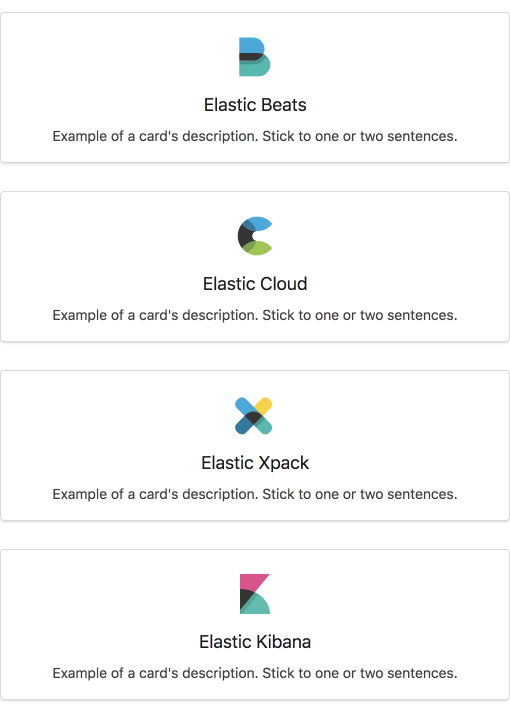 Elastic Beats
Example of a card's description. Stick to one or two sentences.
Elastic Cloud
Example of a card's description. Stick to one or two sentences.
Elastic Xpack
Example of a card's description. Stick to one or two sentences.
Elastic Kibana
Example of a card's description. Stick to one or two sentences.